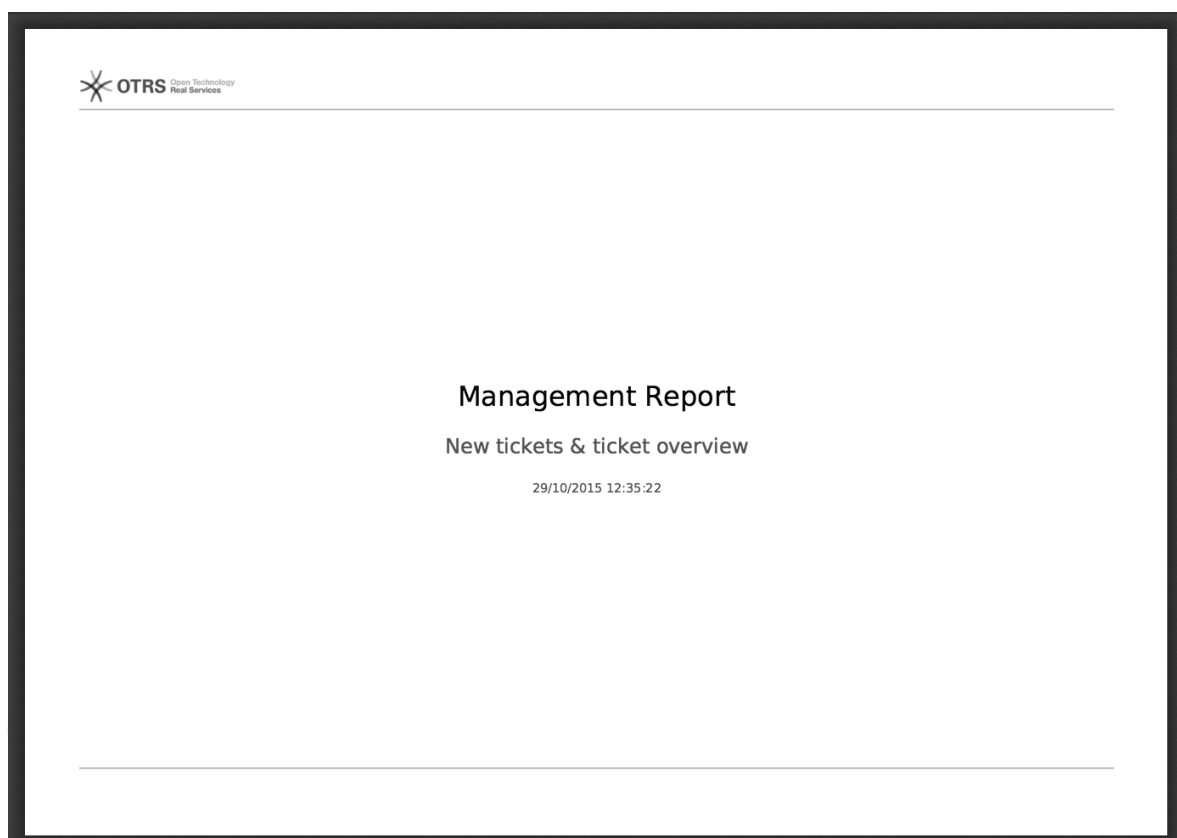 OTRS Open Technology
Real Services
Management Report
New tickets & ticket overview
29/10/2015 12:35:22